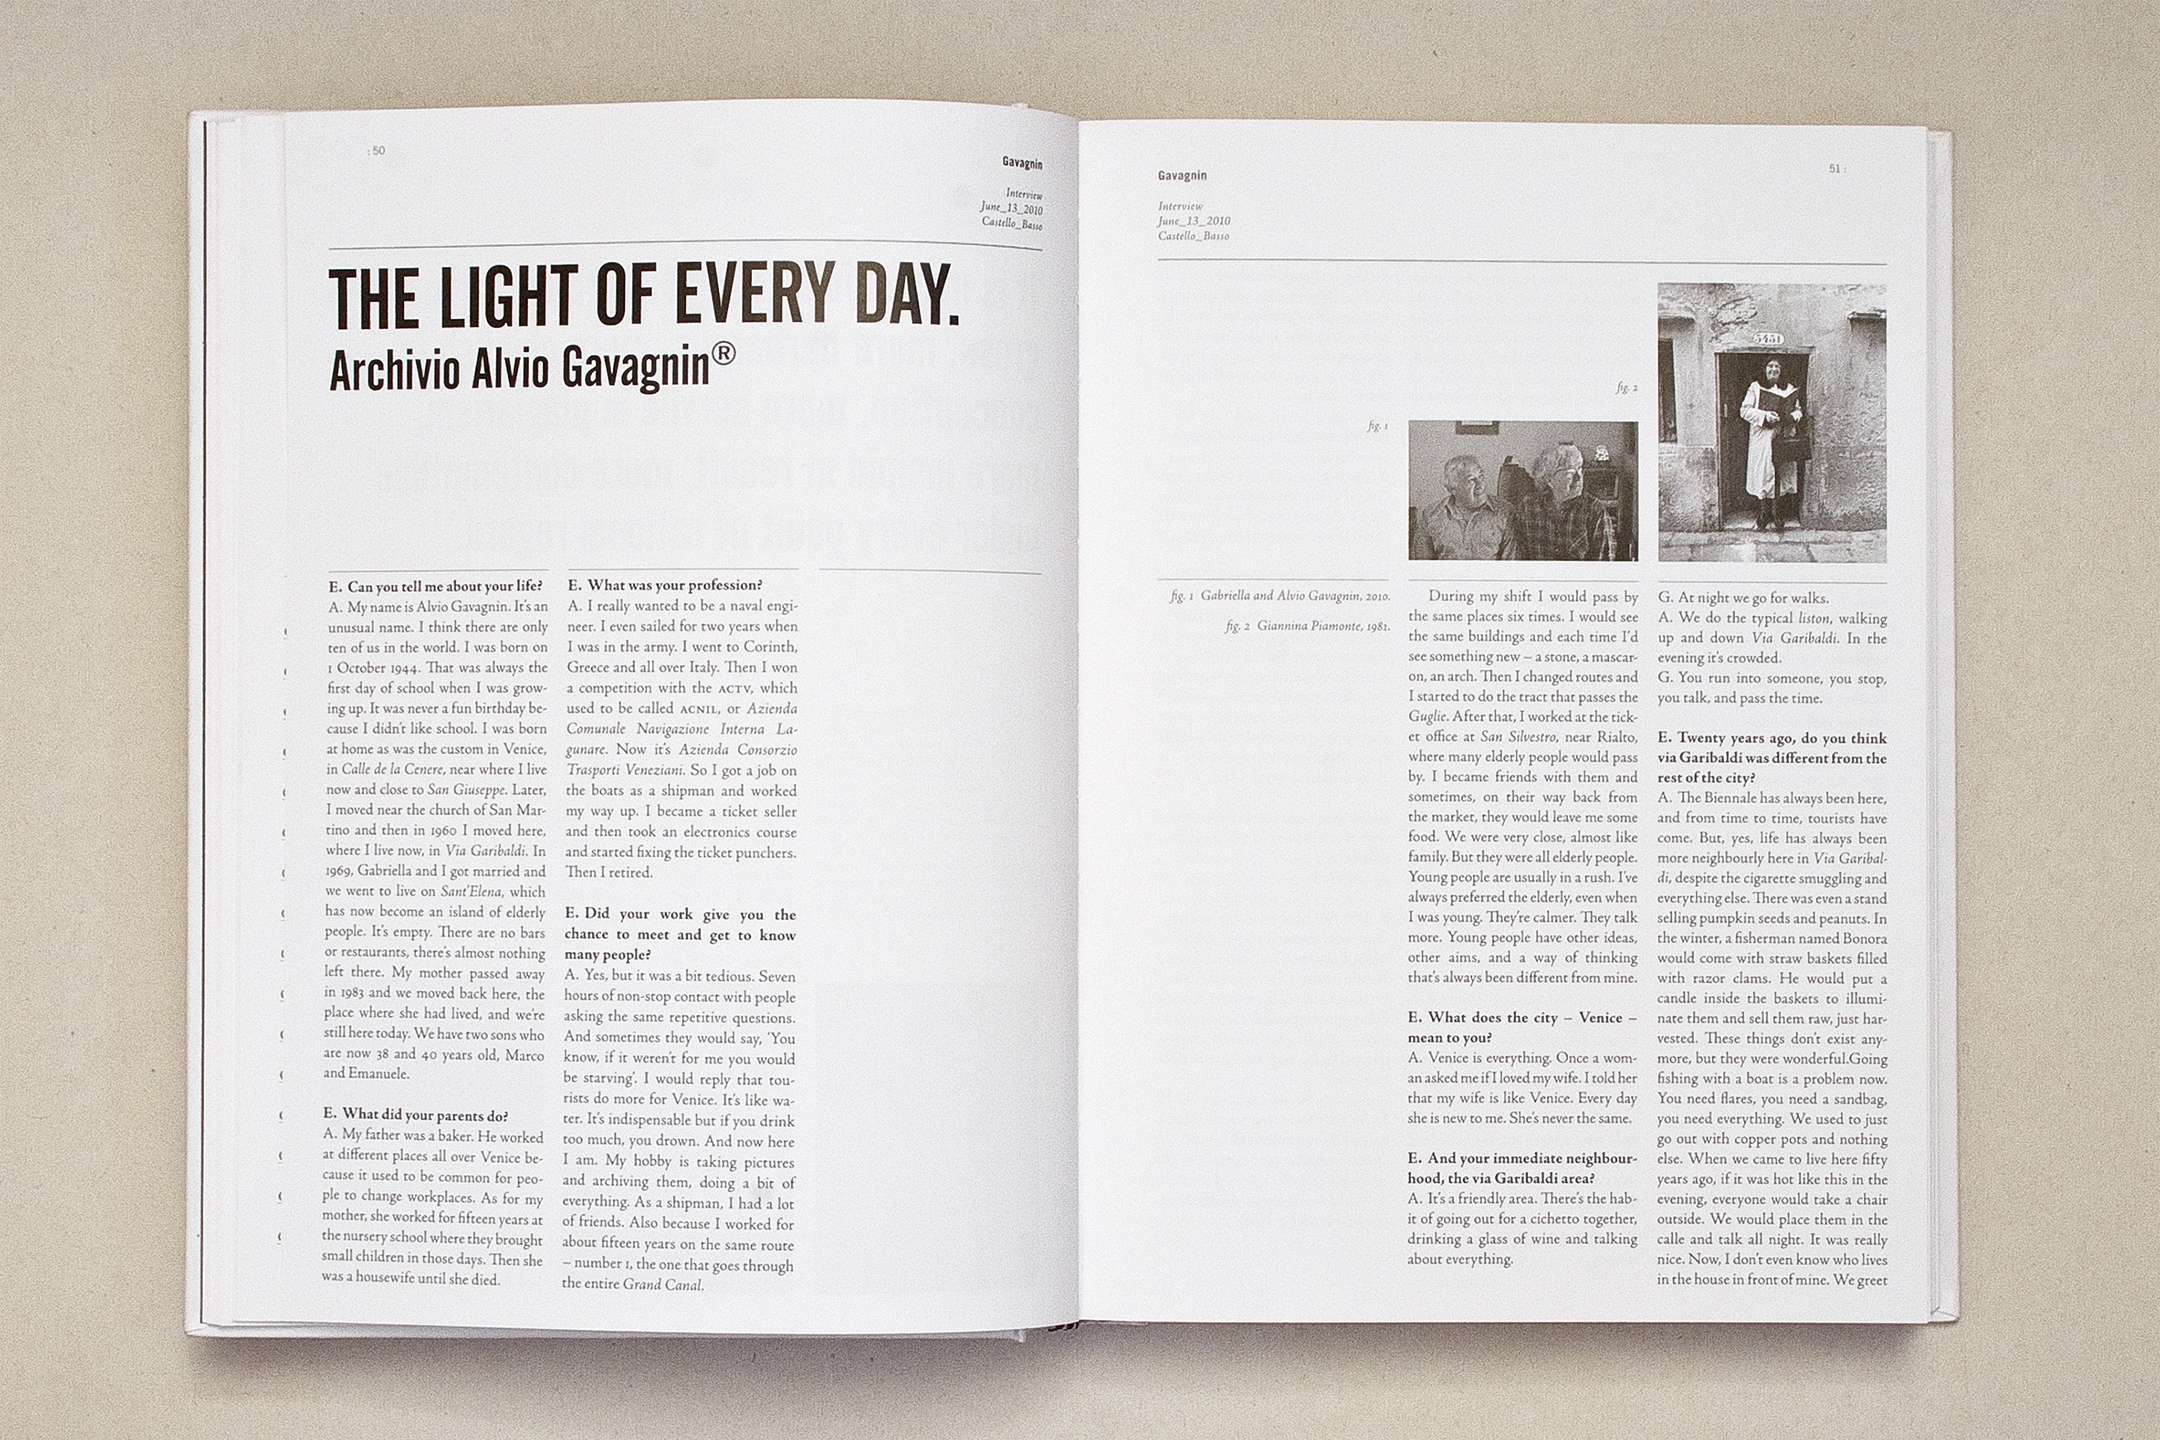 : 50
Gavagnin
Interview
June_13_2010
Castello_Basso
THE LIGHT OF EVERY DAY.
Archivio Alvio Gavagnin®
E. Can you tell me about your life?
A. My name is Alvio Gavagnin. It's an
unusual name. I think there are only
ten of us in the world. I was born on
1 October 1944. That was always the
first day of school when I was grow-
ing up. It was never a fun birthday be-
cause I didn't like school. I was born
at home as was the custom in Venice,
in Calle de la Cenere, near where I live
now and close to San Giuseppe. Later,
I moved near the church of San Mar-
tino and then in 1960 I moved here,
where I live now, in Via Garibaldi. In
1969, Gabriella and I got married and
we went to live on Sant'Elena, which
has now become an island of elderly
people. It's empty. There are no bars
or restaurants, there's almost nothing
left there. My mother passed away
in 1983 and we moved back here, the
place where she had lived, and we're
still here today. We have two sons who
are now 38 and 40 years old, Marco
and Emanuele.
E. What did your parents do?
A. My father was a baker. He worked
at different places all over Venice be-
cause it used to be common for peo-
ple to change workplaces. As for my
mother, she worked for fifteen years at
the nursery school where they brought
small children in those days. Then she
was a housewife until she died.
E. What was your profession?
A. I really wanted to be a naval engi-
neer. I even sailed for two years when
I was in the army. I went to Corinth,
Greece and all over Italy. Then I won
a competition with the ACTV, which
used to be called ACNIL, or Azienda
Comunale Navigazione Interna La-
gunare. Now it's Azienda Consorzio
Trasporti Veneziani. So I got a job on
the boats as a shipman and worked
my way up. I became a ticket seller
and then took an electronics course
and started fixing the ticket punchers.
Then I retired.
E. Did your work give you the
chance to meet and get to know
many people?
A. Yes, but it was a bit tedious. Seven
hours of non-stop contact with people
asking the same repetitive questions.
And sometimes they would say, 'You
know, if it weren't for me you would
be starving'. I would reply that tou-
rists do more for Venice. It's like wa-
ter. It's indispensable but if you drink
too much, you drown. And now here
I am. My hobby is taking pictures
and archiving them, doing a bit of
everything. As a shipman, I had a lot
of friends. Also because I worked for
about fifteen years on the same route
– number 1, the one that goes through
the entire Grand Canal.
Gavagnin
51 :
Interview
June_13_2010
Castello_Basso
fig. 2
fig. 1
5431
fig. 1 Gabriella and Alvio Gavagnin, 2010.
fig. 2 Giannina Piamonte, 1981.
During my shift I would pass by
the same places six times. I would see
the same buildings and each time I'd
see something new – a stone, a mascar-
on, an arch. Then I changed routes and
I started to do the tract that passes the
Guglie. After that, I worked at the tick-
et office at San Silvestro, near Rialto,
where many elderly people would pass
by. I became friends with them and
sometimes, on their way back from
the market, they would leave me some
food. We were very close, almost like
family. But they were all elderly people.
Young people are usually in a rush. I've
always preferred the elderly, even when
I was young. They're calmer. They talk
more. Young people have other ideas,
other aims, and a way of thinking
that's always been different from mine.
E. What does the city – Venice –
mean to you?
A. Venice is everything. Once a wom-
an asked me if I loved my wife. I told her
that my wife is like Venice. Every day
she is new to me. She's never the same.
E. And your immediate neighbour-
hood, the via Garibaldi area?
A. It's a friendly area. There's the hab-
it of going out for a cichetto together,
drinking a glass of wine and talking
about everything.
G. At night we go for walks.
A. We do the typical liston, walking
up and down Via Garibaldi. In the
evening it's crowded.
G. You run into someone, you stop,
you talk, and pass the time.
E. Twenty years ago, do you think
via Garibaldi was different from the
rest of the city?
A. The Biennale has always been here,
and from time to time, tourists have
come. But, yes, life has always been
more neighbourly here in Via Garibal-
di, despite the cigarette smuggling and
everything else. There was even a stand
selling pumpkin seeds and peanuts. In
the winter, a fisherman named Bonora
would come with straw baskets filled
with razor clams. He would put a
candle inside the baskets to illumi-
nate them and sell them raw, just har-
vested. These things don't exist any-
more, but they were wonderful.Going
fishing with a boat is a problem now.
You need flares, you need a sandbag,
you need everything. We used to just
go out with copper pots and nothing
else. When we came to live here fifty
years ago, if it was hot like this in the
evening, everyone would take a chair
outside. We would place them in the
calle and talk all night. It was really
nice. Now, I don't even know who lives
in the house in front of mine. We greet